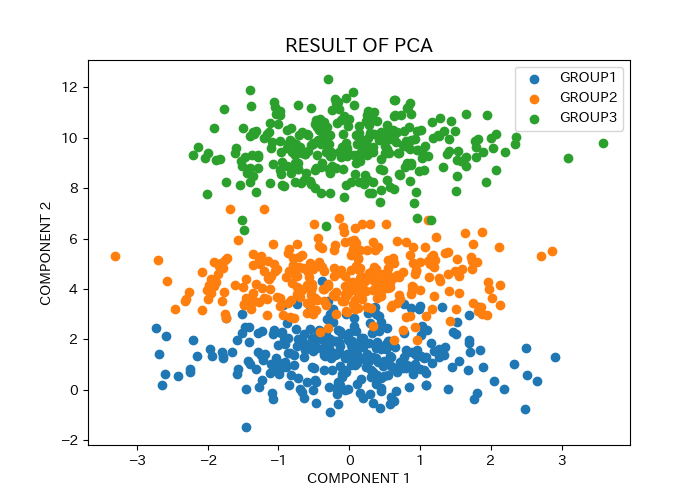 RESULT OF PCA
GROUP1
GROUP2
GROUP3
12
10
8
6
4
2
0
−2
COMPONENT 2
−3 −2 −1 0 1 2 3
COMPONENT 1